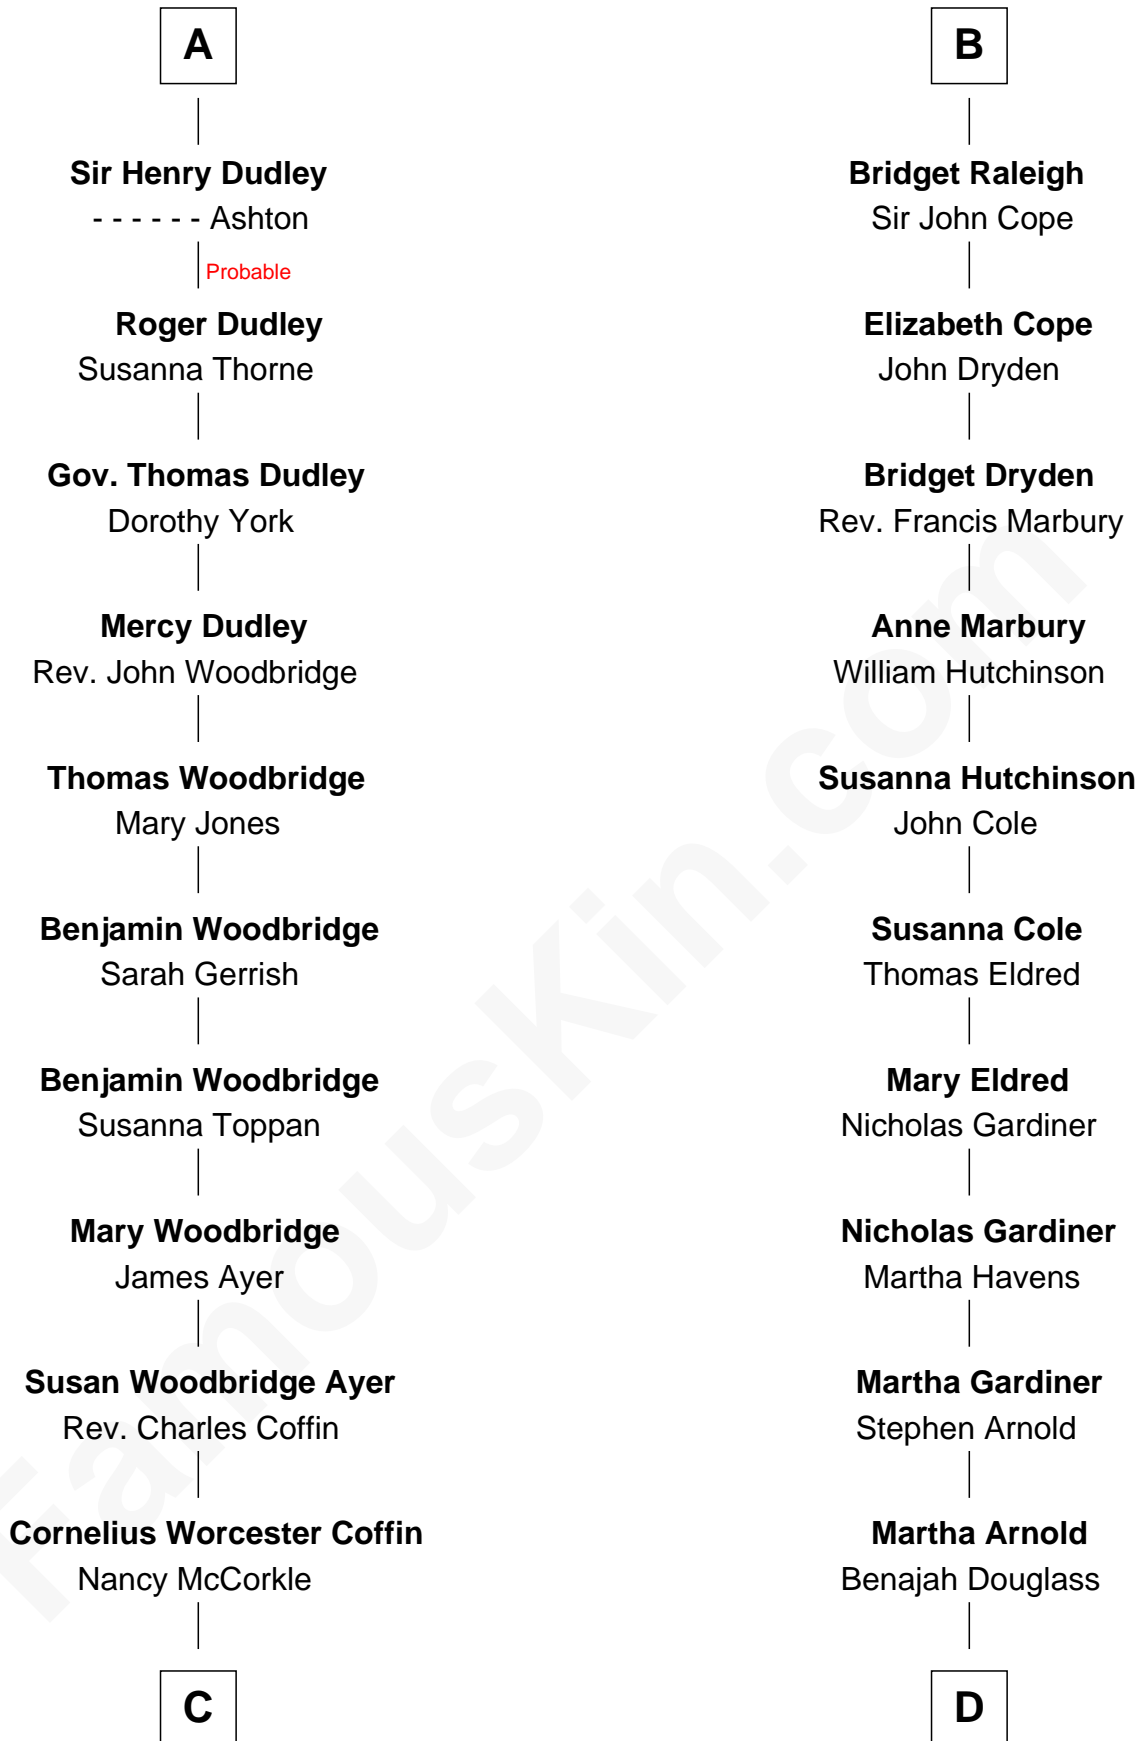 A
Sir Henry Dudley
- - - - - - Ashton
Probable
Roger Dudley
Susanna Thorne
Gov. Thomas Dudley
Dorothy York
Mercy Dudley
Rev. John Woodbridge
Thomas Woodbridge
Mary Jones
Benjamin Woodbridge
Sarah Gerrish
Benjamin Woodbridge
Susanna Toppan
Mary Woodbridge
James Ayer
Susan Woodbridge Ayer
Rev. Charles Coffin
Cornelius Worcester Coffin
Nancy McCorkle
C
B
Bridget Raleigh
Sir John Cope
Elizabeth Cope
John Dryden
Bridget Dryden
Rev. Francis Marbury
Anne Marbury
William Hutchinson
Susanna Hutchinson
John Cole
Susanna Cole
Thomas Eldred
Mary Eldred
Nicholas Gardiner
Nicholas Gardiner
Martha Havens
Martha Gardiner
Stephen Arnold
Martha Arnold
Benajah Douglass
D
FamousKin.com